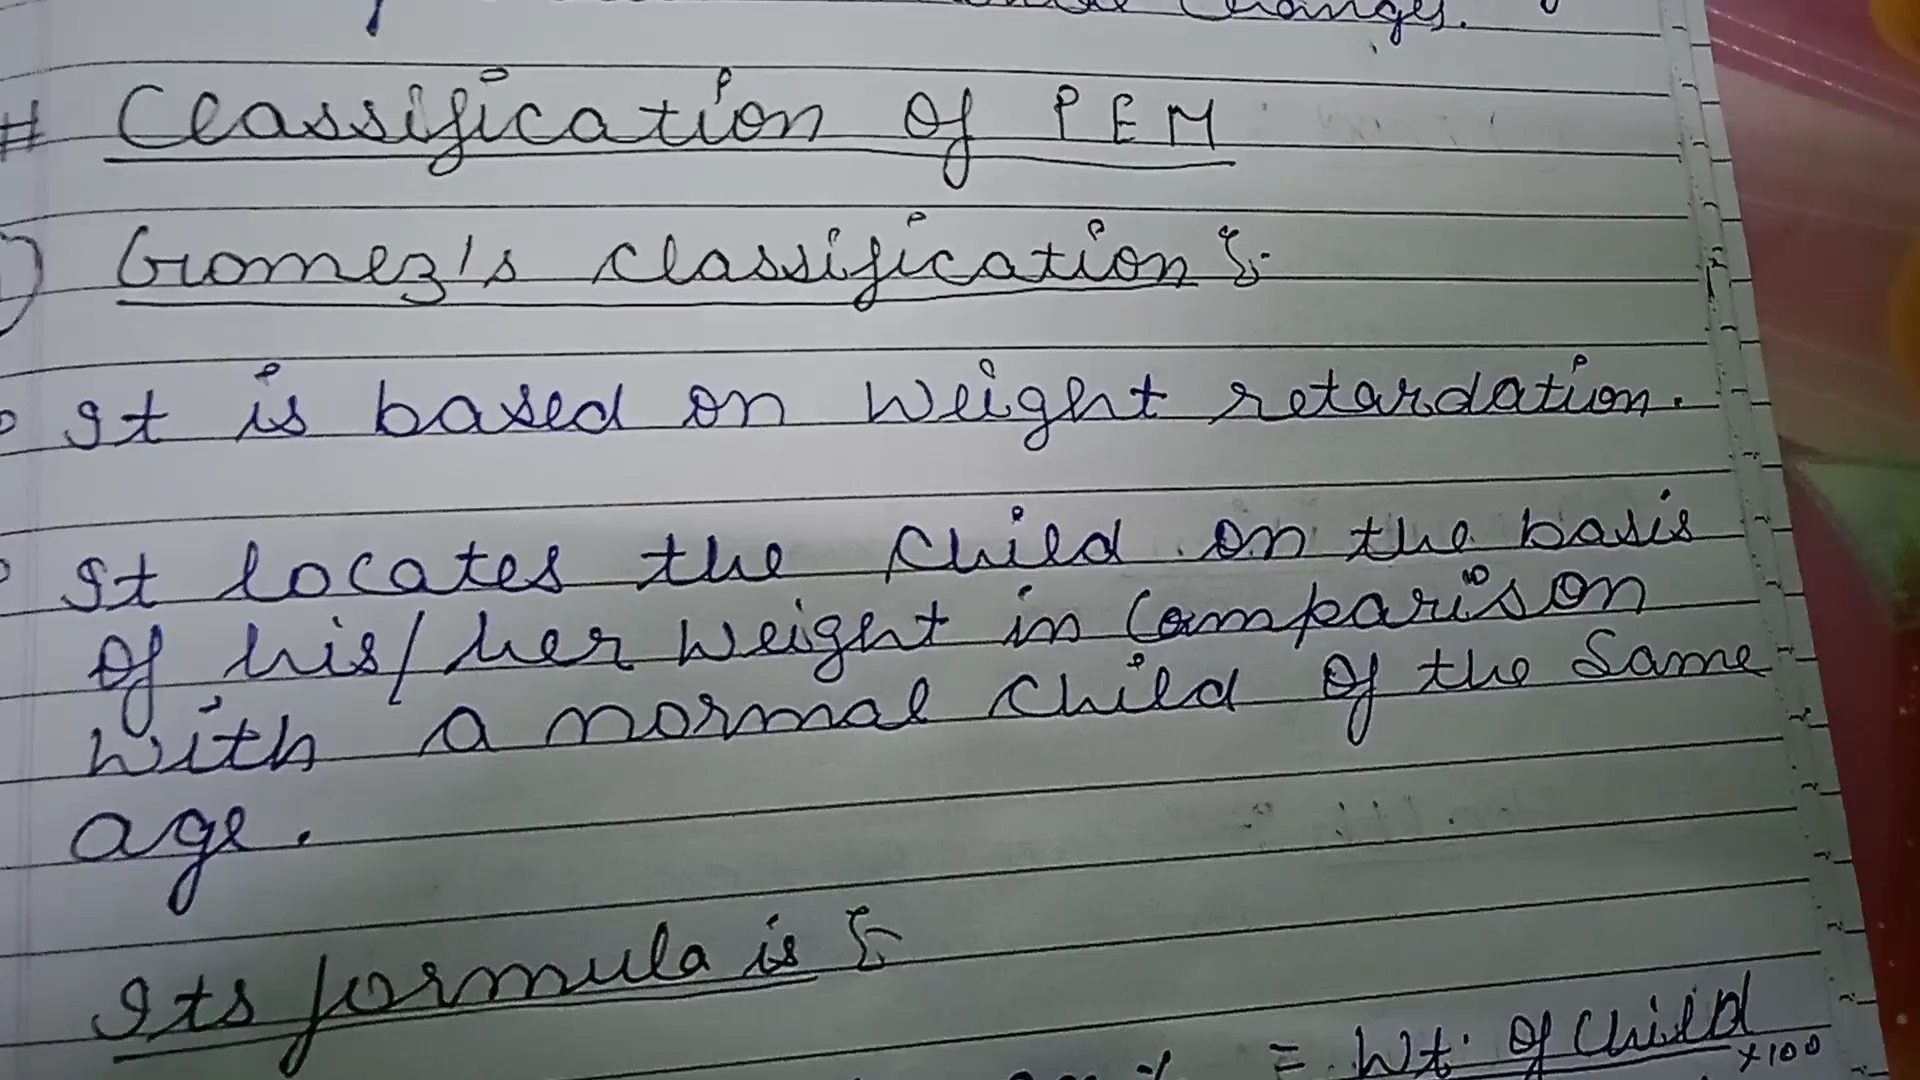 Changes.
# Classification Of PEM
Gomez's classification :-
It is based on Weight retardation.
It locates the child on the basis
Of his/her weight in Comparison
with a normal child Of the Same
age.
Its formula is :-
% = Wt. Of Child
×100